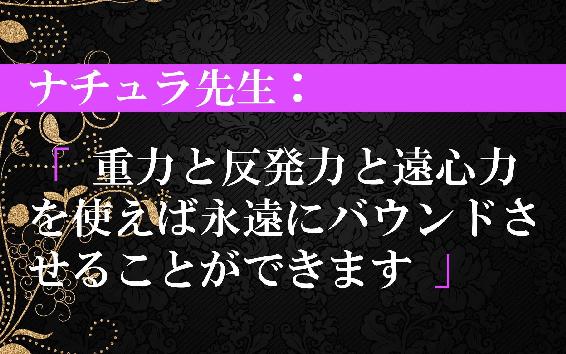 ナチュラ先生：
「 重力と反発力と遠心力
を使えば永遠にバウンドさ
せることができます 」